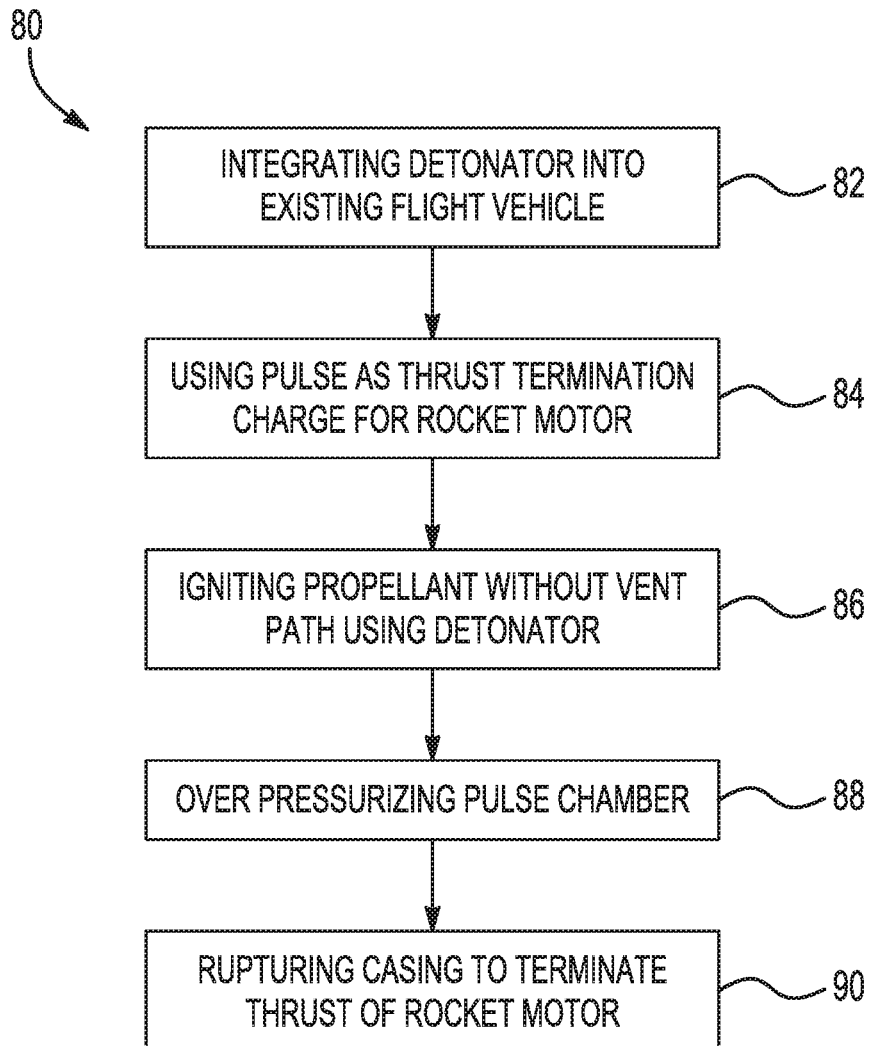 80
INTEGRATING DETONATOR INTO
EXISTING FLIGHT VEHICLE
82
USING PULSE AS THRUST TERMINATION
CHARGE FOR ROCKET MOTOR
84
IGNITING PROPELLANT WITHOUT VENT
PATH USING DETONATOR
86
OVER PRESSURIZING PULSE CHAMBER
88
RUPTURING CASING TO TERMINATE
THRUST OF ROCKET MOTOR
90